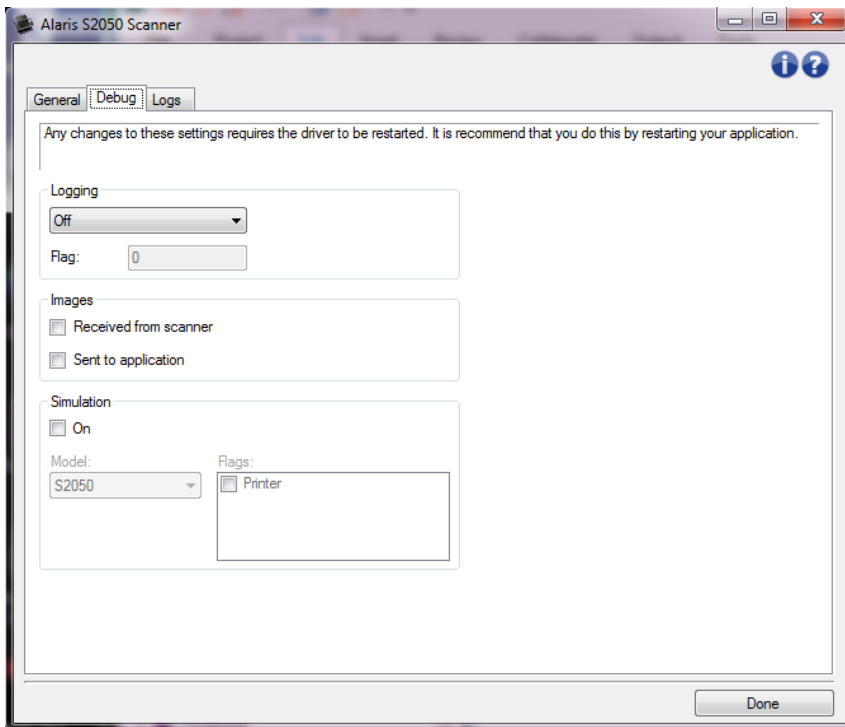 Alaris S2050 Scanner
General Debug Logs
Any changes to these settings requires the driver to be restarted. It is recommend that you do this by restarting your application.
Logging
Off
Flag: 0
Images
Received from scanner
Sent to application
Simulation
On
Model: Flags:
S2050 Printer
Done